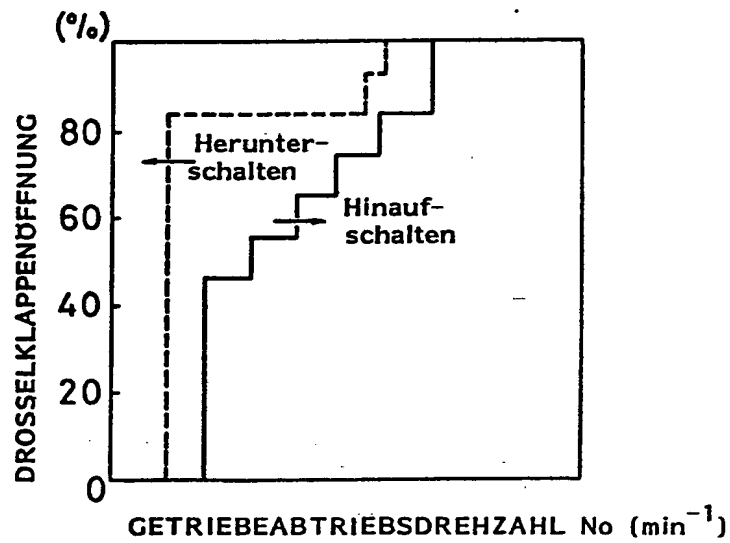 (%)
DROSSELKLAPPENÖFFNUNG
80
60
40
20
0
Herunter-
schalten
Hinauf-
schalten
GETRIEBEABTRIEBSDREHZAHL No (min⁻¹)